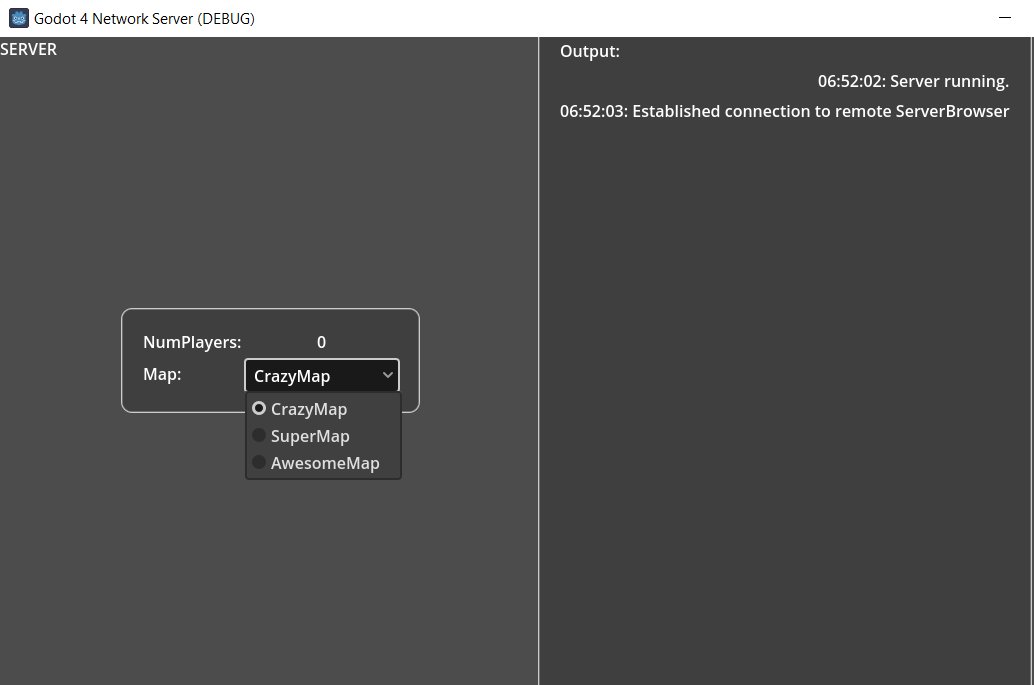 Godot 4 Network Server (DEBUG)
SERVER
NumPlayers: 0
Map: CrazyMap
CrazyMap
SuperMap
AwesomeMap
Output:
06:52:02: Server running.
06:52:03: Established connection to remote ServerBrowser